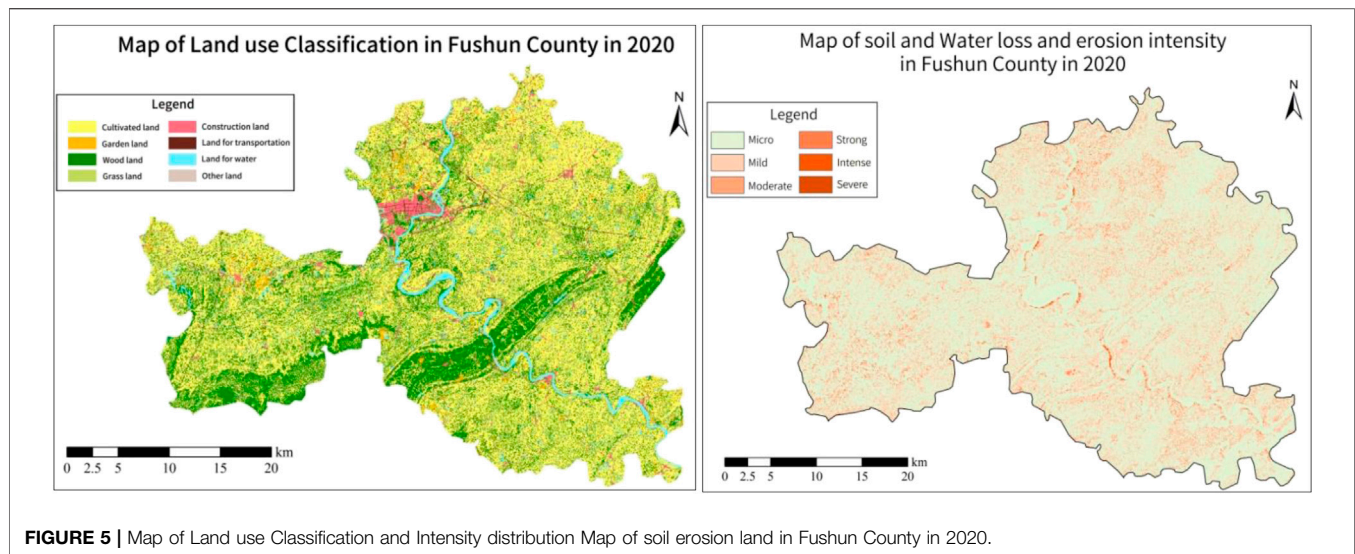 Map of Land use Classification in Fushun County in 2020
Legend
Cultivated land
Garden land
Wood land
Grass land
Construction land
Land for transportation
Land for water
Other land
N
0 2.5 5 10 15 20 km
Map of soil and Water loss and erosion intensity
in Fushun County in 2020
Legend
Micro
Mild
Moderate
Strong
Intense
Severe
N
0 2.5 5 10 15 20 km
FIGURE 5 | Map of Land use Classification and Intensity distribution Map of soil erosion land in Fushun County in 2020.